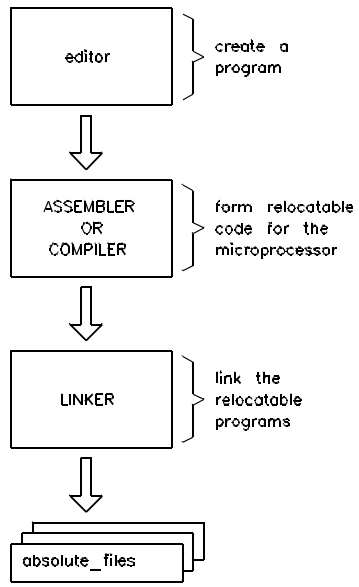 editor
create a
program
ASSEMBLER
OR
COMPILER
form relocatable
code for the
microprocessor
LINKER
link the
relocatable
programs
absolute_files